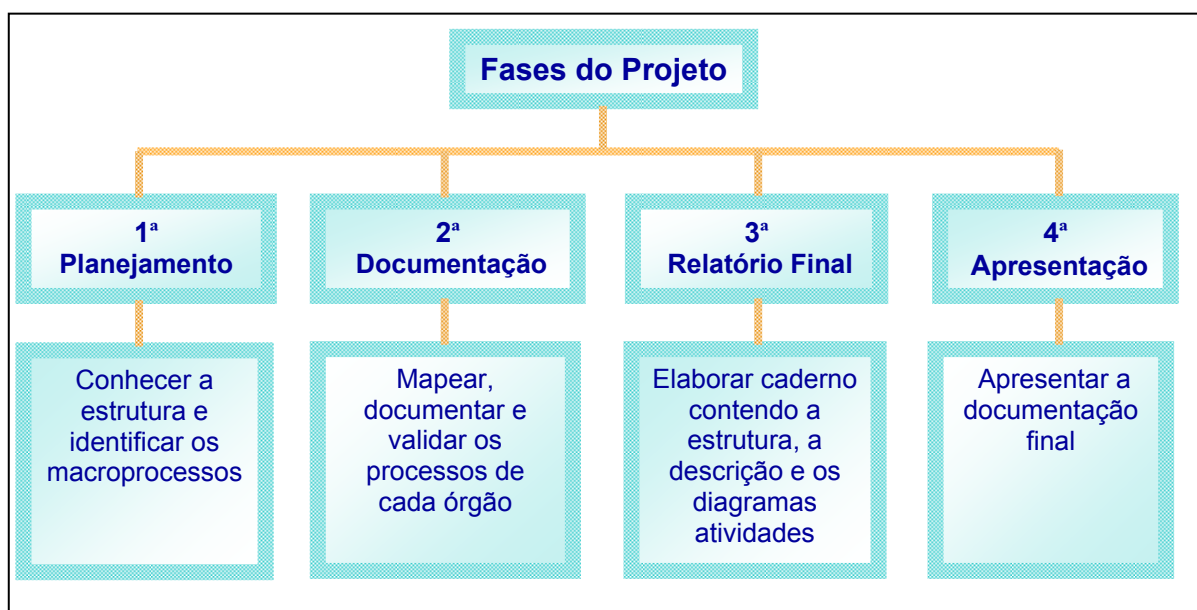 Fases do Projeto
1ª
Planejamento
2ª
Documentação
3ª
Relatório Final
4ª
Apresentação
Conhecer a
estrutura e
identificar os
macroprocessos
Mapear,
documentar e
validar os
processos de
cada órgão
Elaborar caderno
contendo a
estrutura, a
descrição e os
diagramas
atividades
Apresentar a
documentação
final